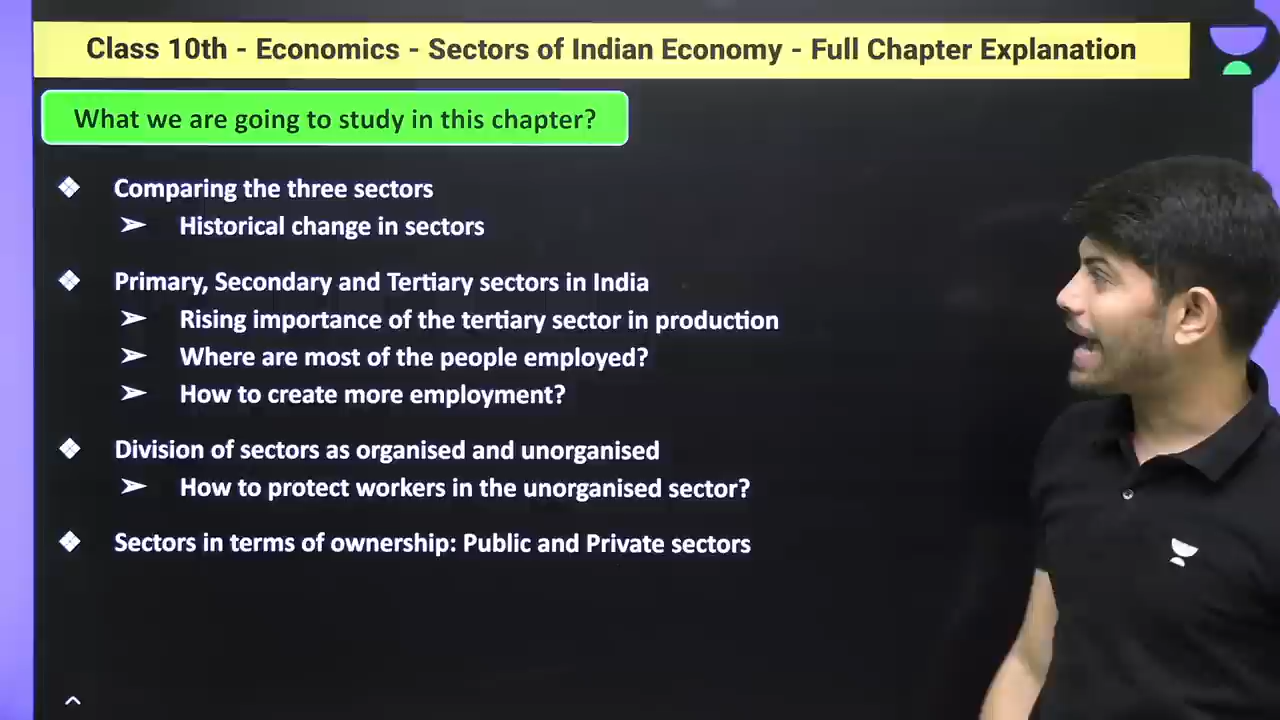 Class 10th - Economics - Sectors of Indian Economy - Full Chapter Explanation
What we are going to study in this chapter?
❖ Comparing the three sectors
➢ Historical change in sectors
❖ Primary, Secondary and Tertiary sectors in India
➢ Rising importance of the tertiary sector in production
➢ Where are most of the people employed?
➢ How to create more employment?
❖ Division of sectors as organised and unorganised
➢ How to protect workers in the unorganised sector?
❖ Sectors in terms of ownership: Public and Private sectors